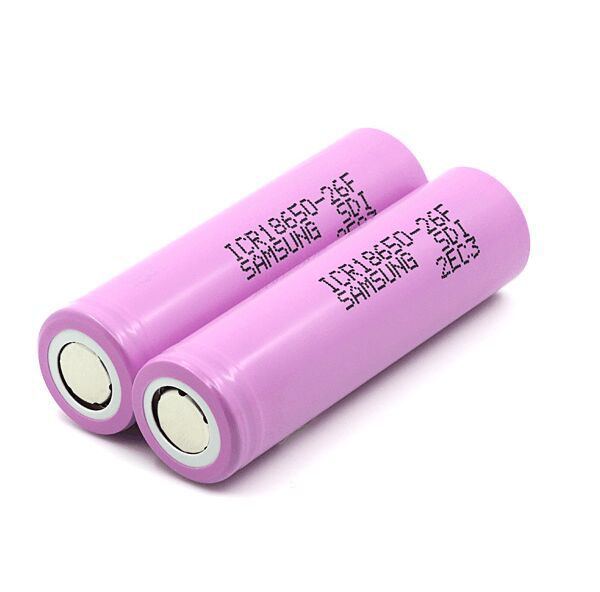 ICR18650-26F
SAMSUNG SDI
ICR18650-26F
SAMSUNG SDI
2EC3